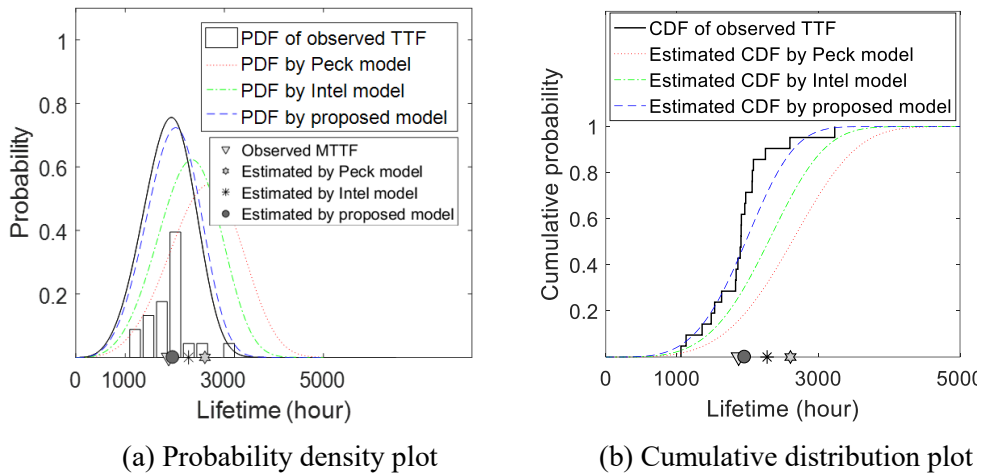 1
0.8
0.6
0.4
0.2
Probability
PDF of observed TTF
PDF by Peck model
PDF by Intel model
PDF by proposed model
Observed MTTF
Estimated by Peck model
Estimated by Intel model
Estimated by proposed model
0 1000 3000 5000
Lifetime (hour)
(a) Probability density plot
CDF of observed TTF
Estimated CDF by Peck model
Estimated CDF by Intel model
Estimated CDF by proposed model
1
0.8
0.6
0.4
0.2
Cumulative probability
0 1000 3000 5000
Lifetime (hour)
(b) Cumulative distribution plot